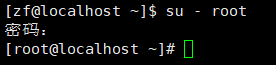 [zf@localhost ~]$ su - root
密码：
[root@localhost ~]#